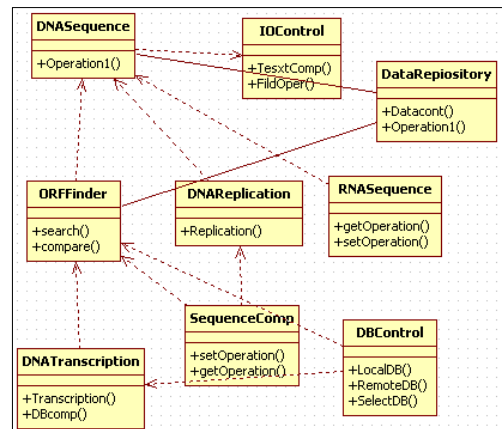 DNASequence
+Operation1()
IOControl
+TesxtComp()
+FildOper()
DataRepiository
+Datacont()
+Operation1()
ORFFinder
+search()
+compare()
DNAReplication
+Replication()
RNASequence
+getOperation()
+setOperation()
SequenceComp
+setOperation()
+getOperation()
DBControl
+LocalDB()
+RemoteDB()
+SelectDB()
DNATranscription
+Transcription()
+DBcomp()